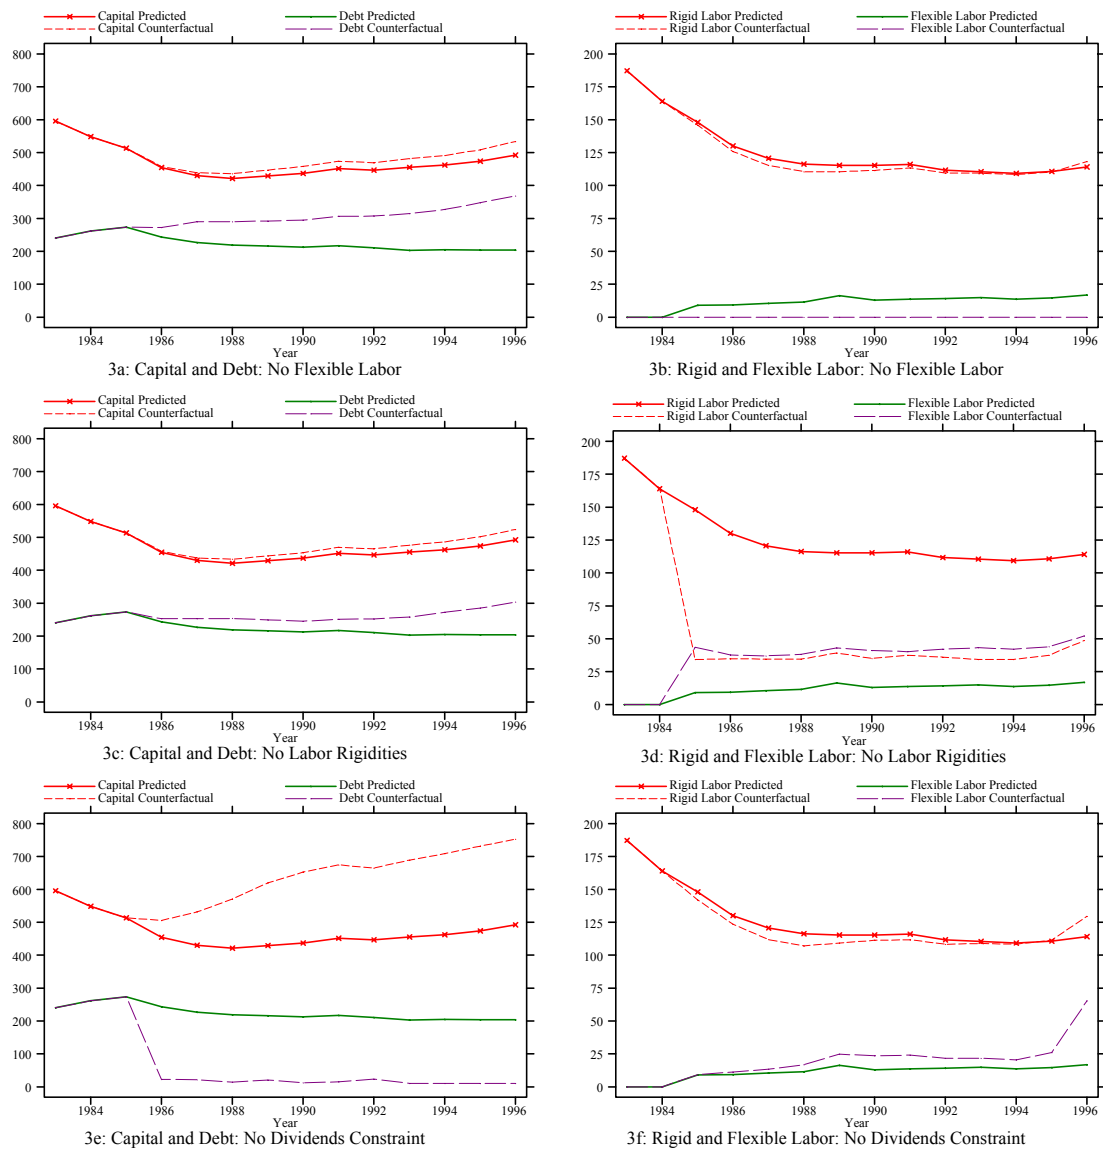 Capital Predicted Debt Predicted
Capital Counterfactual Debt Counterfactual
800
700
600
500
400
300
200
100
0
1984 1986 1988 1990 1992 1994 1996
Year
3a: Capital and Debt: No Flexible Labor
Rigid Labor Predicted Flexible Labor Predicted
Rigid Labor Counterfactual Flexible Labor Counterfactual
200
175
150
125
100
75
50
25
0
1984 1986 1988 1990 1992 1994 1996
Year
3b: Rigid and Flexible Labor: No Flexible Labor
Capital Predicted Debt Predicted
Capital Counterfactual Debt Counterfactual
800
700
600
500
400
300
200
100
0
1984 1986 1988 1990 1992 1994 1996
Year
3c: Capital and Debt: No Labor Rigidities
Rigid Labor Predicted Flexible Labor Predicted
Rigid Labor Counterfactual Flexible Labor Counterfactual
200
175
150
125
100
75
50
25
0
1984 1986 1988 1990 1992 1994 1996
Year
3d: Rigid and Flexible Labor: No Labor Rigidities
Capital Predicted Debt Predicted
Capital Counterfactual Debt Counterfactual
800
700
600
500
400
300
200
100
0
1984 1986 1988 1990 1992 1994 1996
Year
3e: Capital and Debt: No Dividends Constraint
Rigid Labor Predicted Flexible Labor Predicted
Rigid Labor Counterfactual Flexible Labor Counterfactual
200
175
150
125
100
75
50
25
0
1984 1986 1988 1990 1992 1994 1996
Year
3f: Rigid and Flexible Labor: No Dividends Constraint